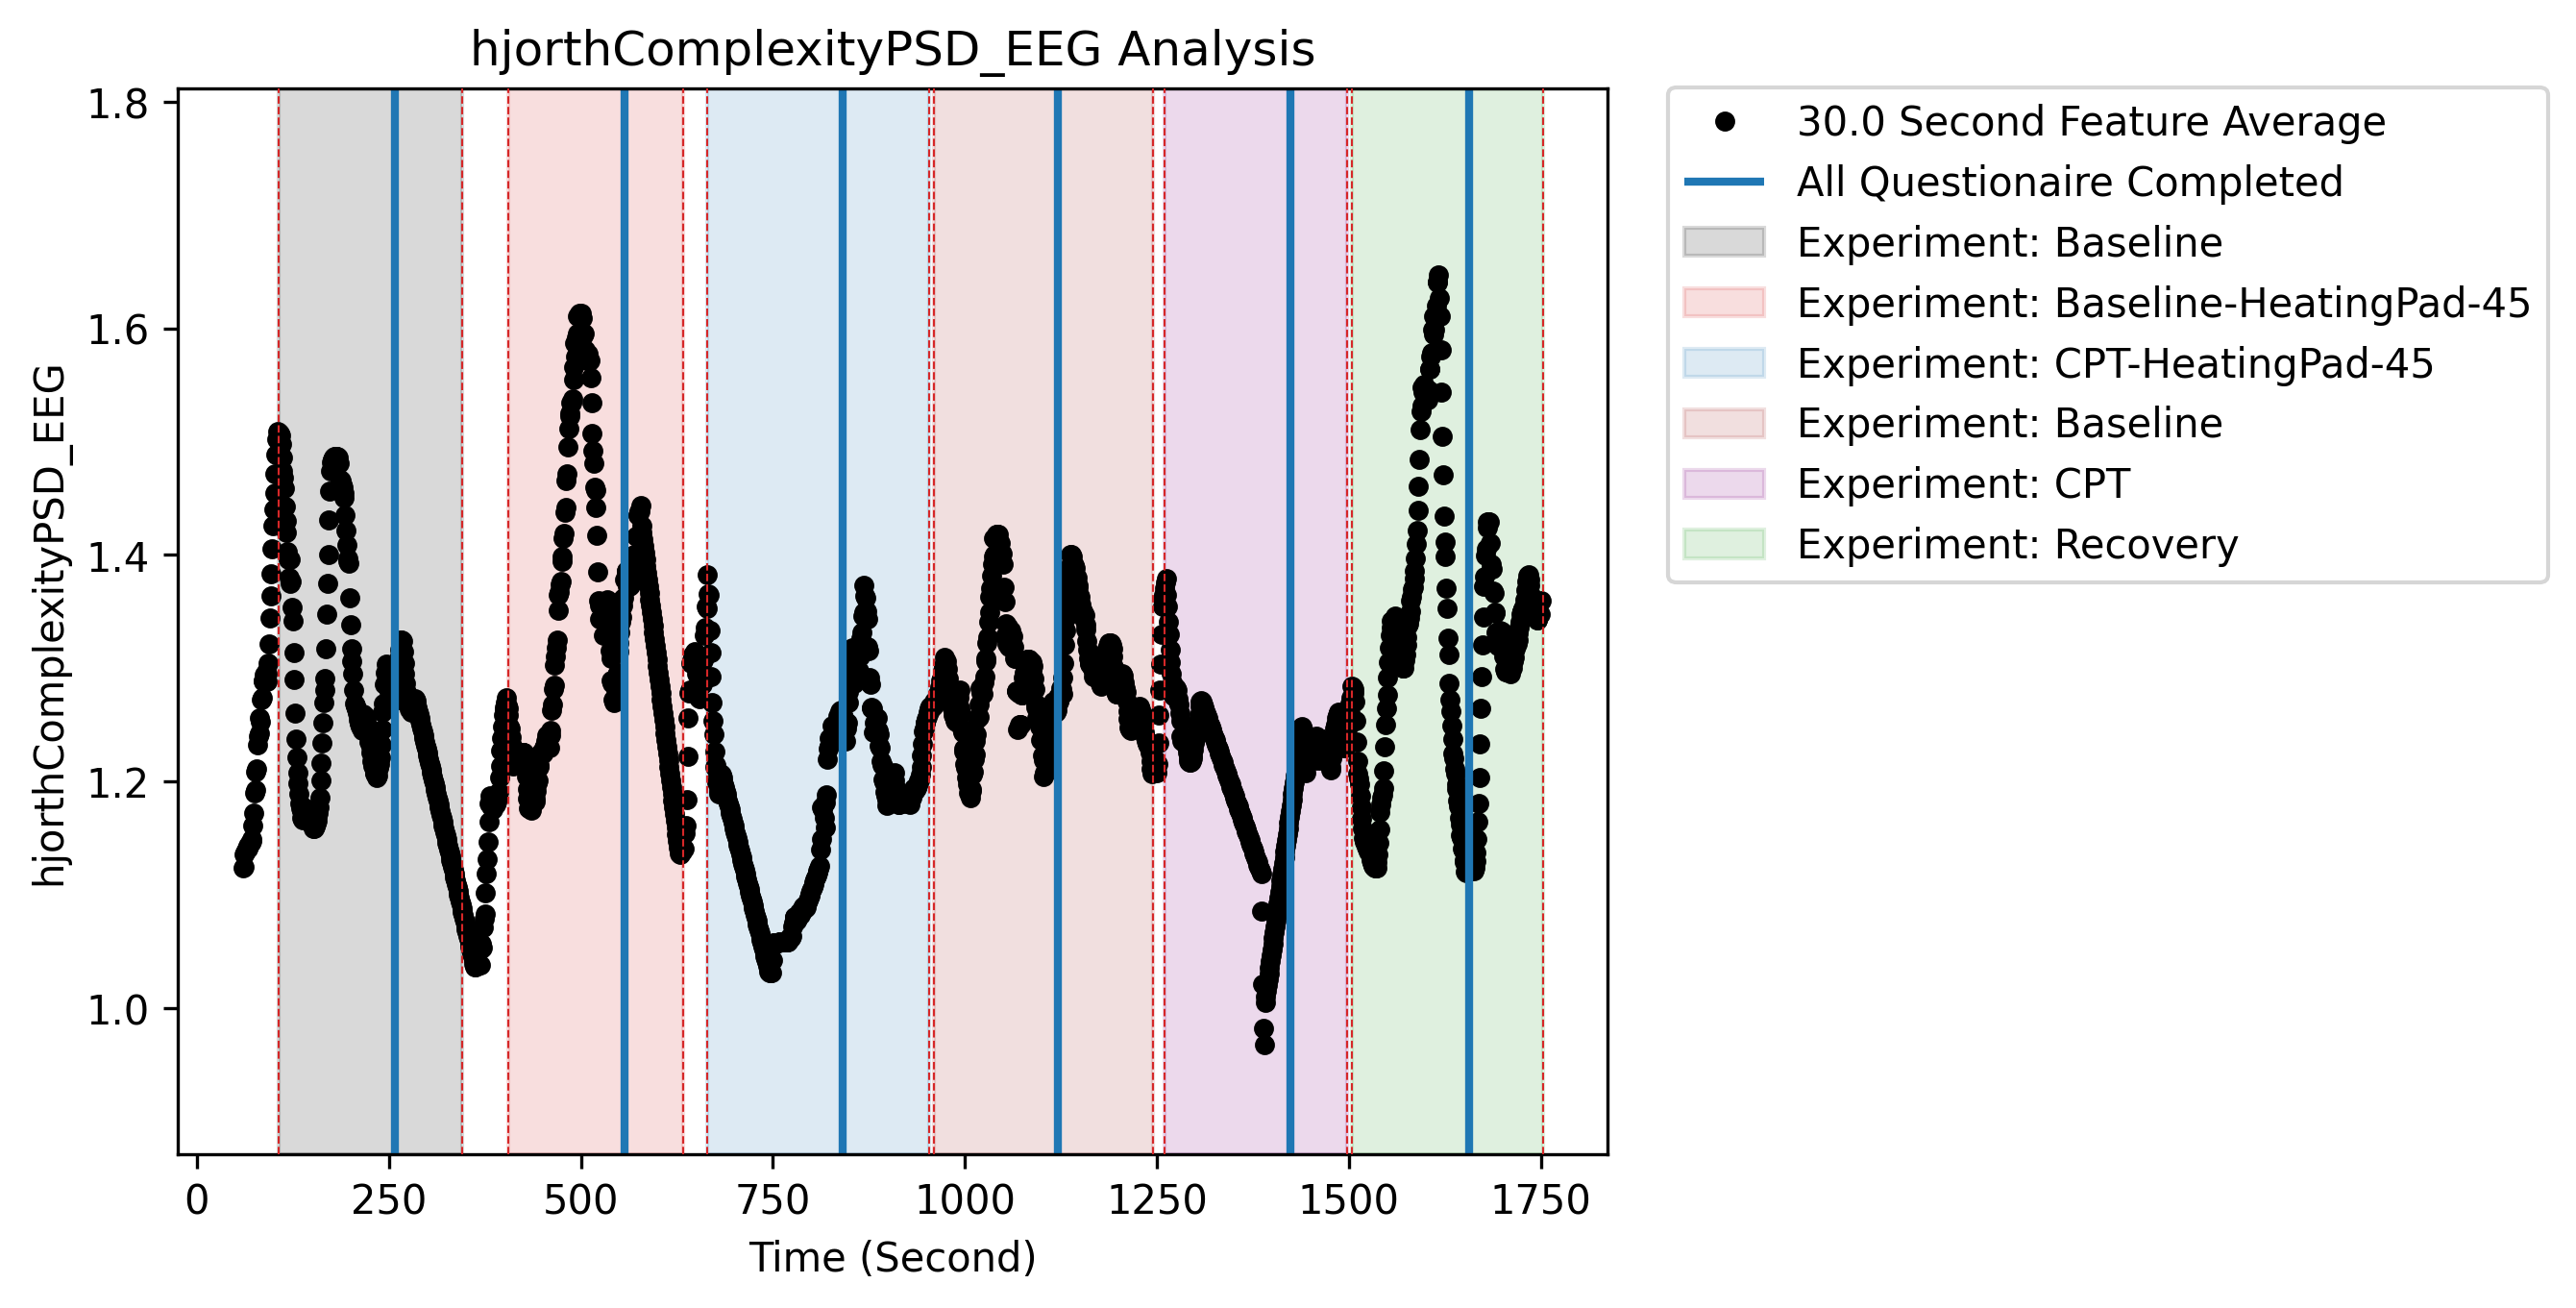 hjorthComplexityPSD_EEG Analysis
1.8
1.6
1.4
1.2
1.0
hjorthComplexityPSD_EEG
0 250 500 750 1000 1250 1500 1750
Time (Second)
30.0 Second Feature Average
All Questionaire Completed
Experiment: Baseline
Experiment: Baseline-HeatingPad-45
Experiment: CPT-HeatingPad-45
Experiment: Baseline
Experiment: CPT
Experiment: Recovery